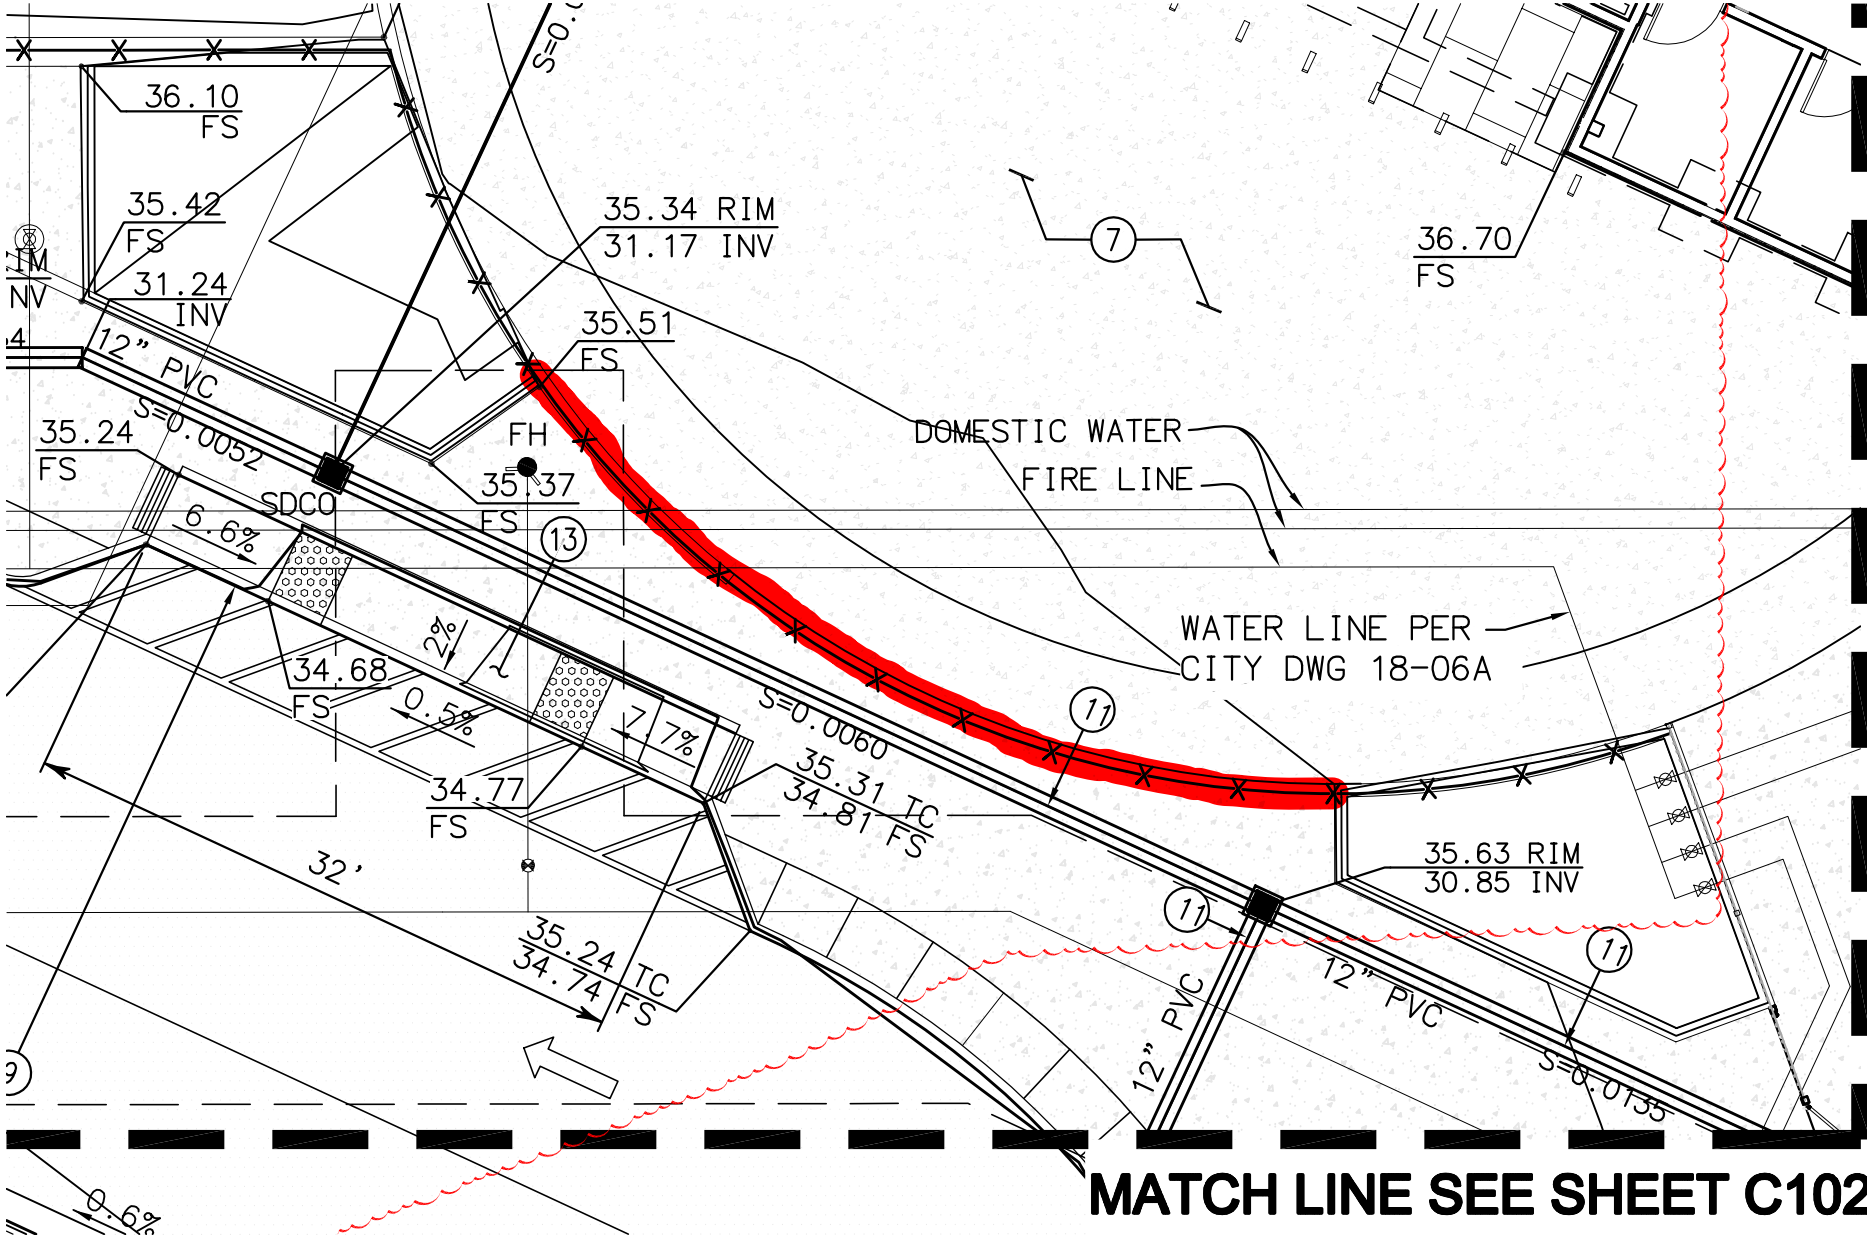 S=0.0
36.10
FS
35.42
FS
31.24
INV
IM
NV
4
35.34 RIM
31.17 INV
7
36.70
FS
35.51
FS
12" PVC
S=0.0052
35.24
FS
FH
35.37
FS
SDCO
6.6%
13
DOMESTIC WATER
FIRE LINE
WATER LINE PER
CITY DWG 18-06A
2%
34.68
FS
0.5%
7.7%
S=0.0060
11
35.31 TC
34.81 FS
34.77
FS
32'
35.63 RIM
30.85 INV
11
11
35.24 TC
34.74 FS
12" PVC
12" PVC
S=0.0135
9
0.6%
MATCH LINE SEE SHEET C102